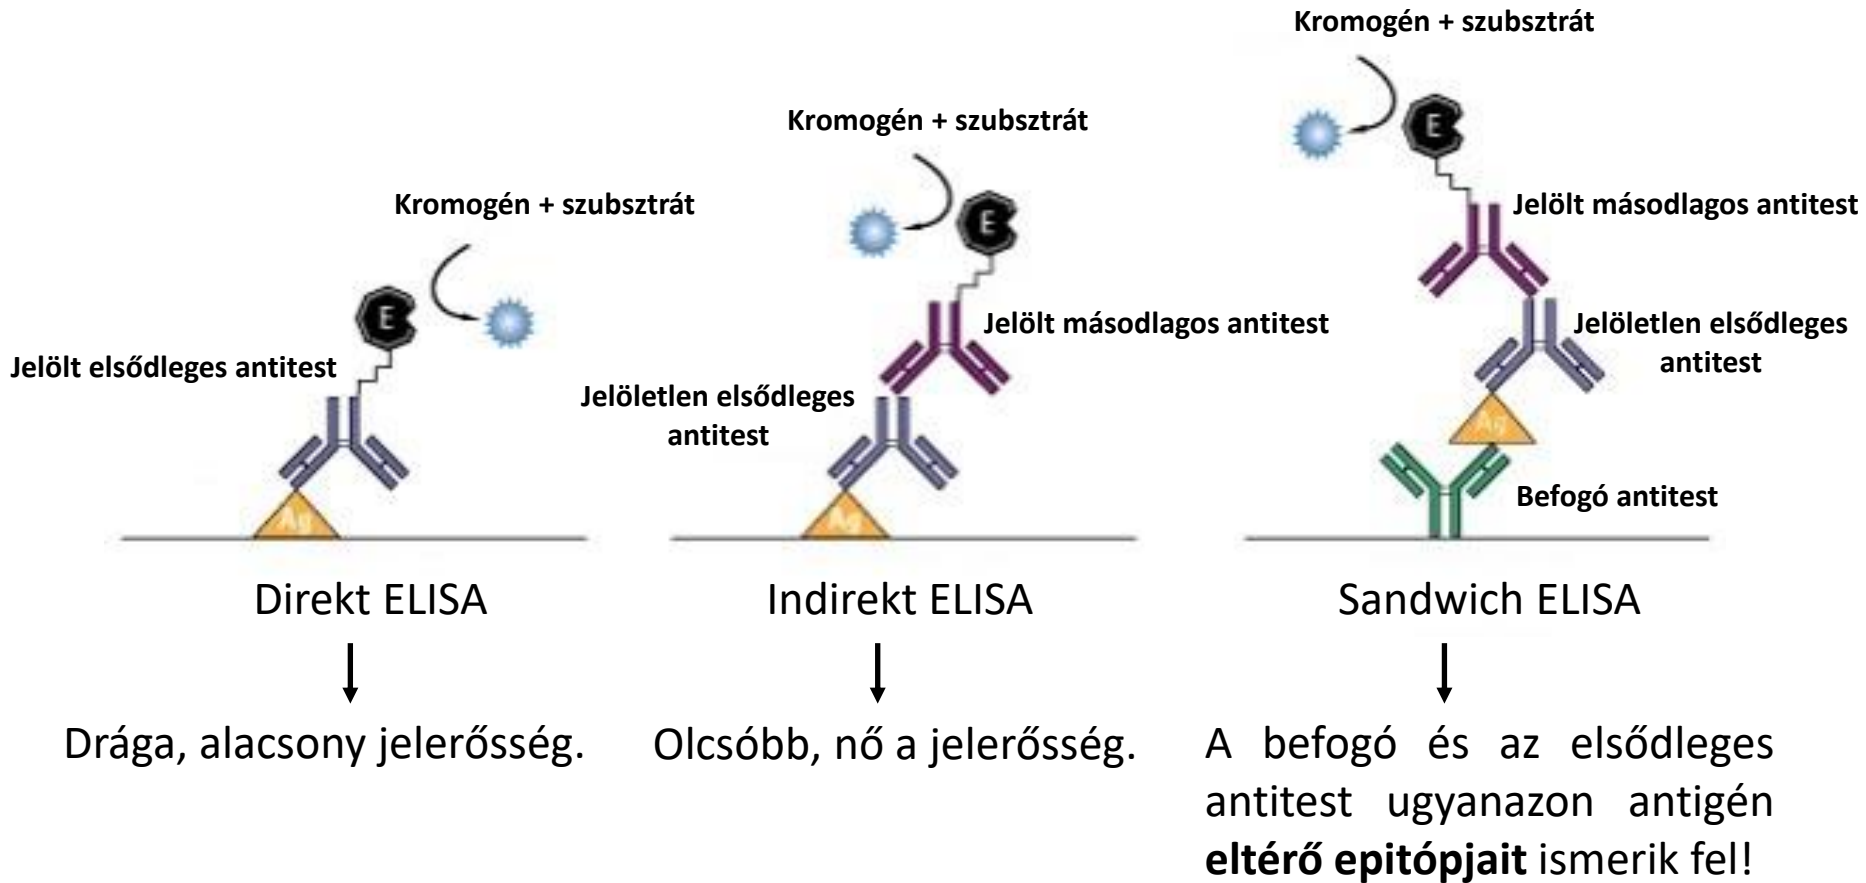 Kromogén + szubsztrát
E
Jelölt elsődleges antitest
Ag
Direkt ELISA
Drága, alacsony jelerősség.
Kromogén + szubsztrát
E
Jelölt másodlagos antitest
Jelöletlen elsődleges
antitest
Ag
Indirekt ELISA
Olcsóbb, nő a jelerősség.
Kromogén + szubsztrát
E
Jelölt másodlagos antitest
Jelöletlen elsődleges
antitest
Ag
Befogó antitest
Sandwich ELISA
A befogó és az elsődleges
antitest ugyanazon antigén
eltérő epitópjait ismerik fel!